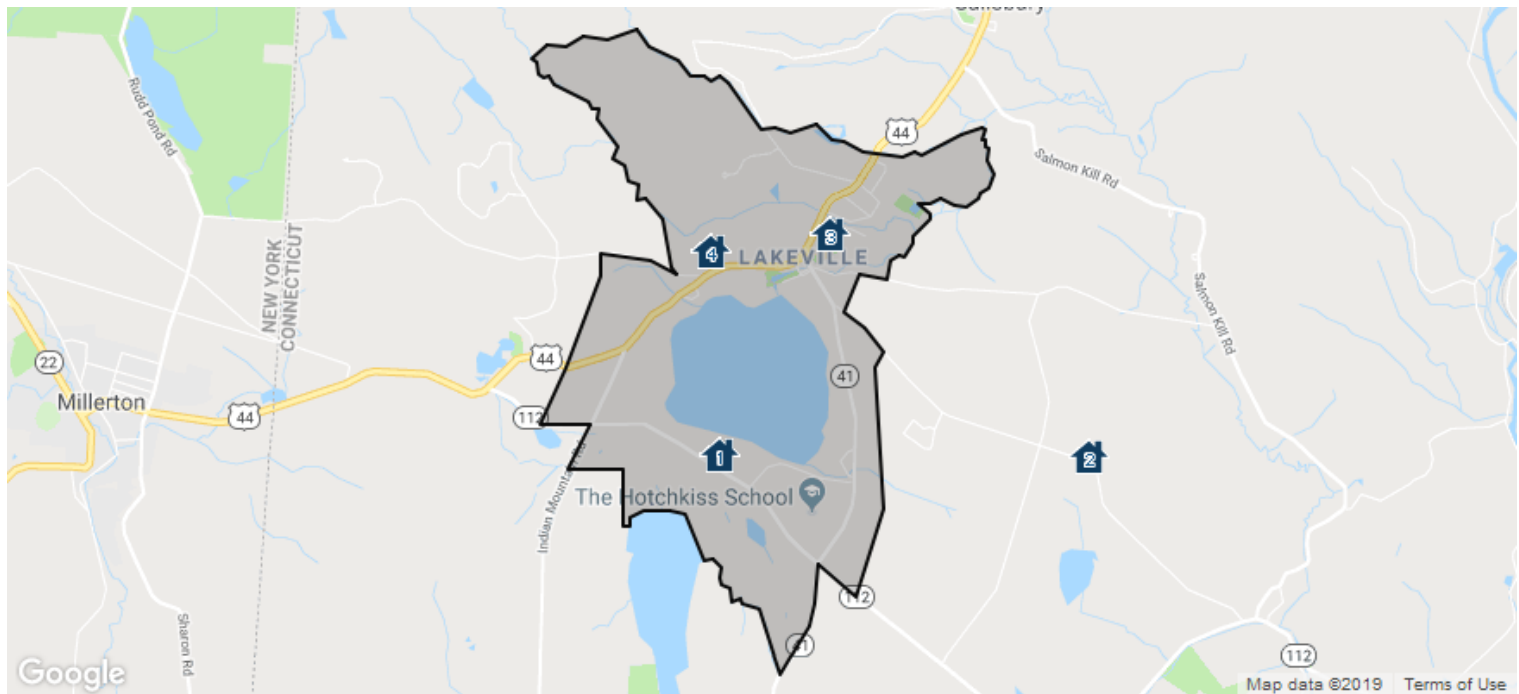 Salisbury
Rudd Pond Rd
44
Salmon Kill Rd
NEW YORK
CONNECTICUT
4
3
LAKEVILLE
Salmon Kill Rd
22
44
41
Millerton
44
112
1
2
Indian Mountain Rd
The Hotchkiss School
112
Sharon Rd
41
112
Google
Map data ©2019
Terms of Use